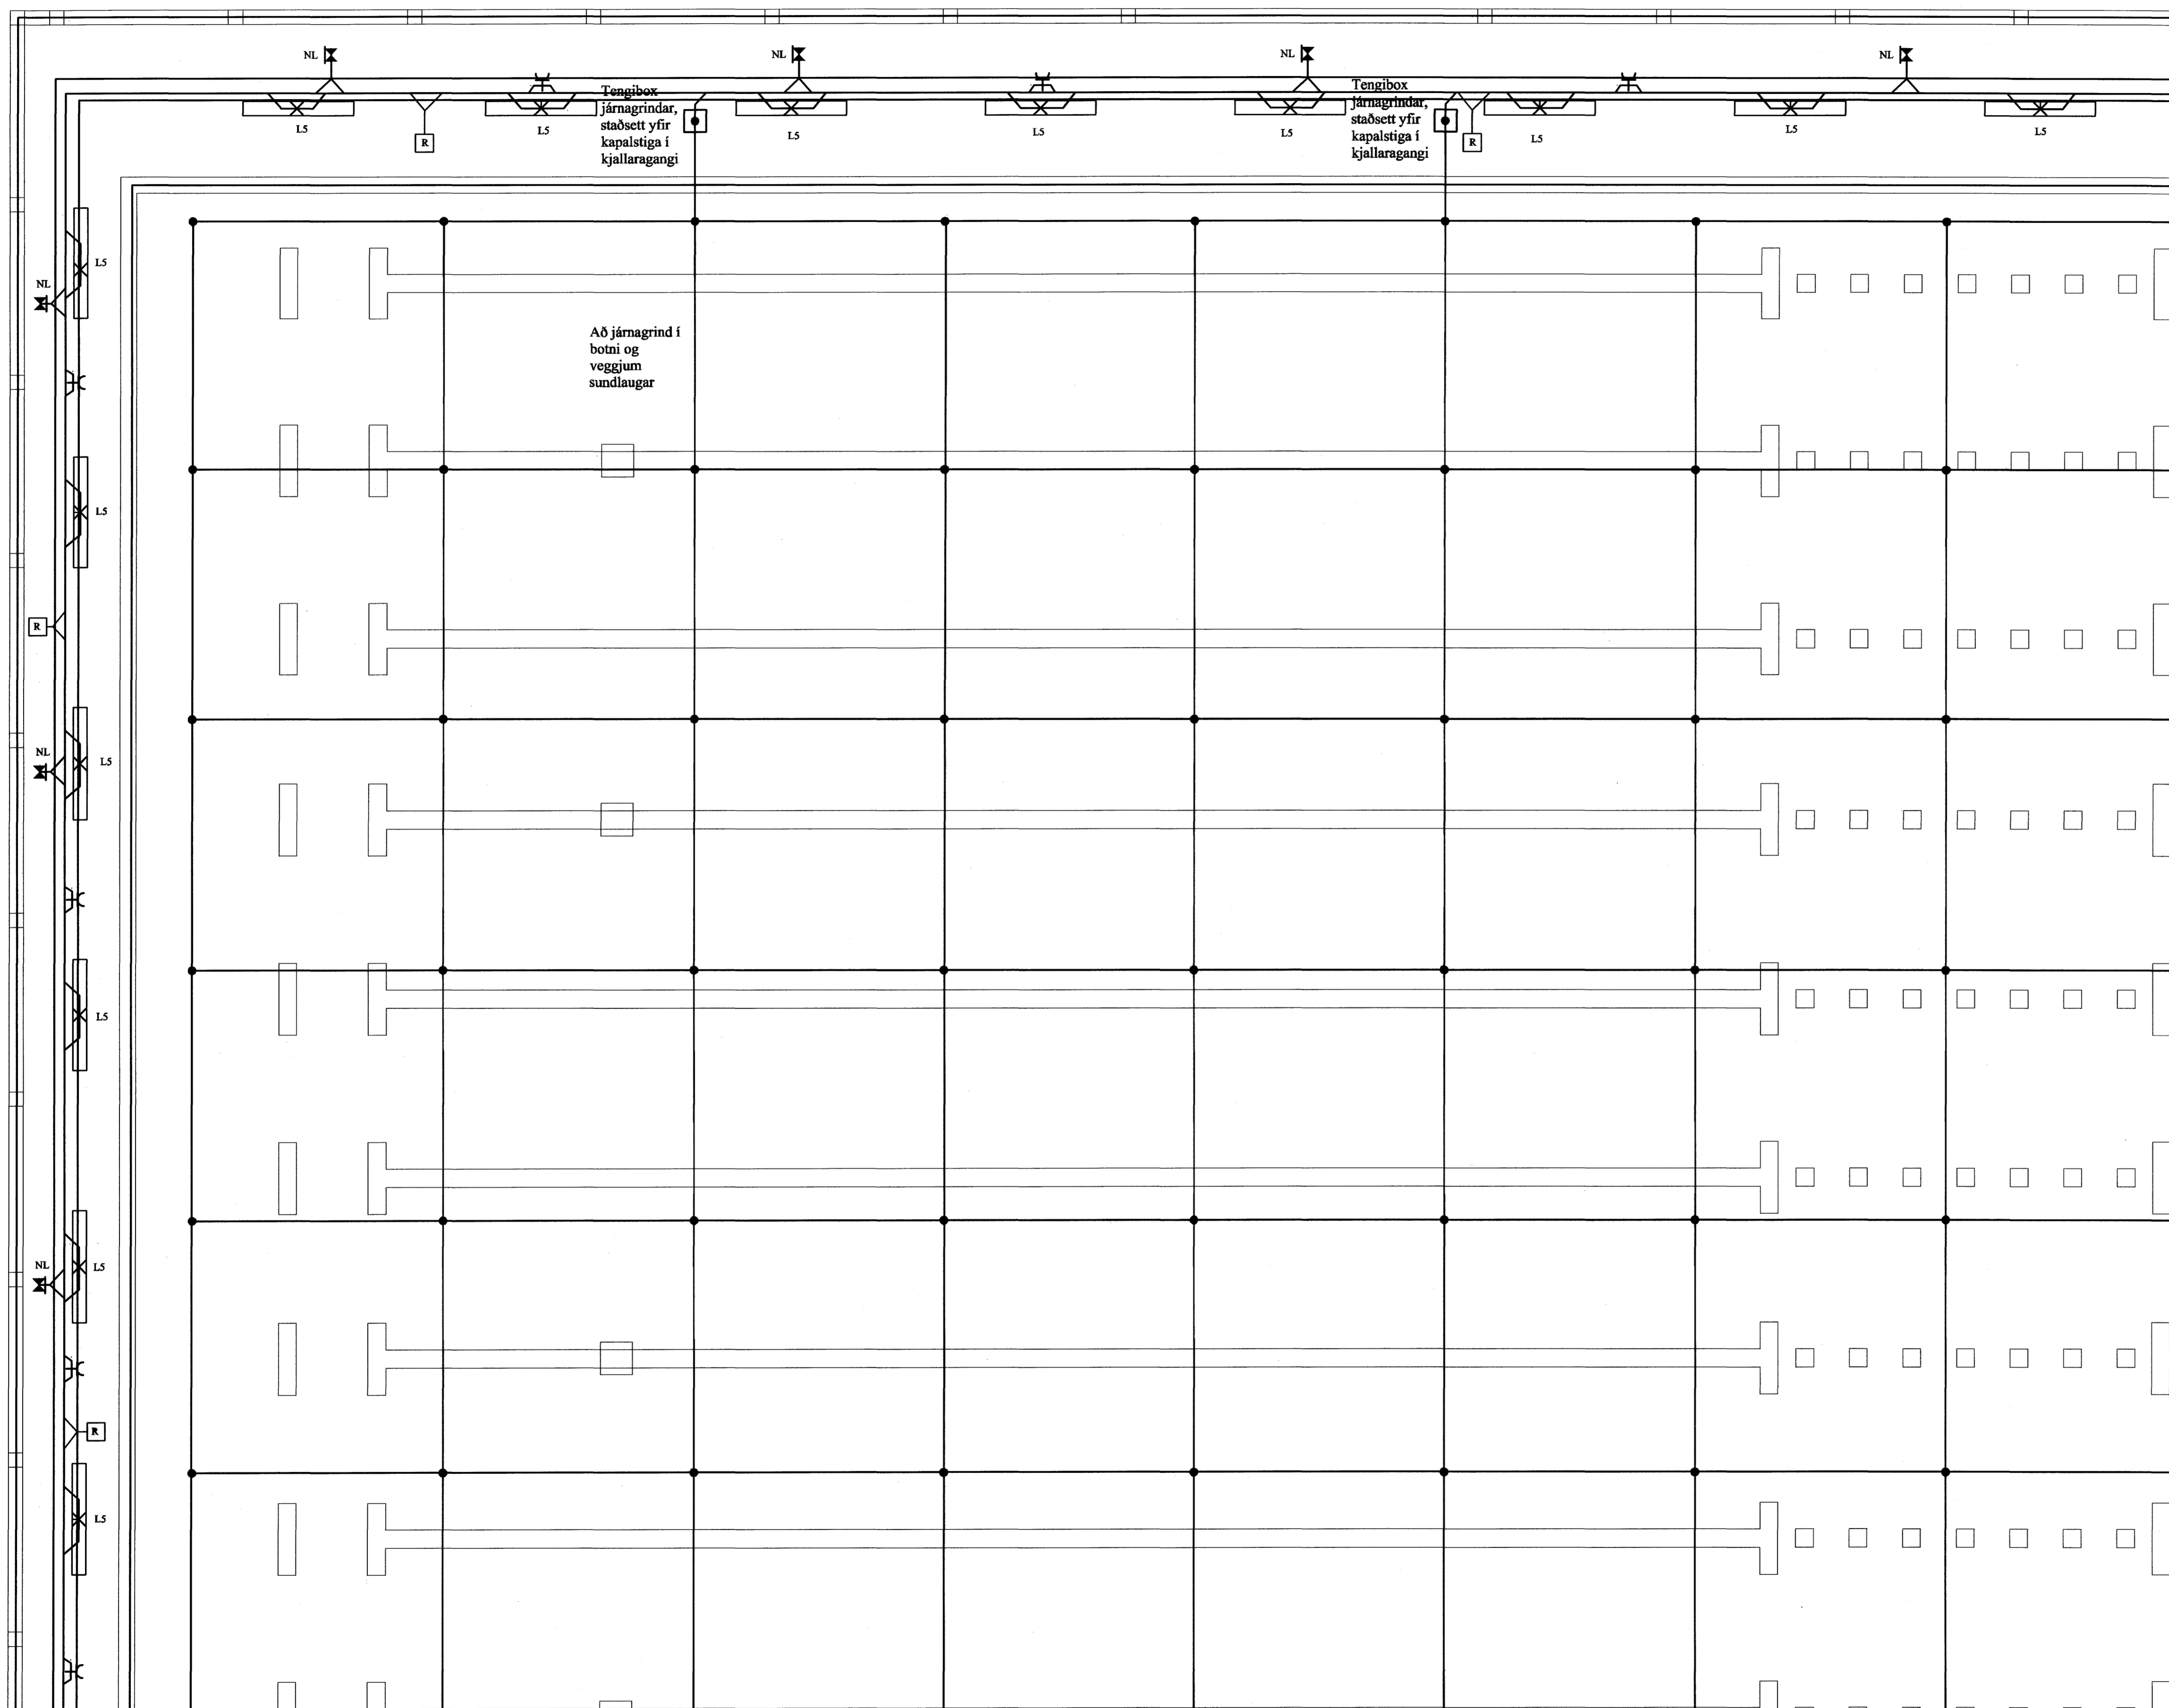 NL
NL
NL
NL
Tengibox
járnagrindar,
staðsett yfir
kapalstiga í
kjallaragangi
Tengibox
járnagrindar,
staðsett yfir
kapalstiga í
kjallaragangi
L5
R
L5
L5
L5
L5
R
L5
L5
L5
L5
NL
Að járnagrind í
botni og
veggjum
sundlaugar
L5
R
NL
L5
L5
NL
L5
R
L5